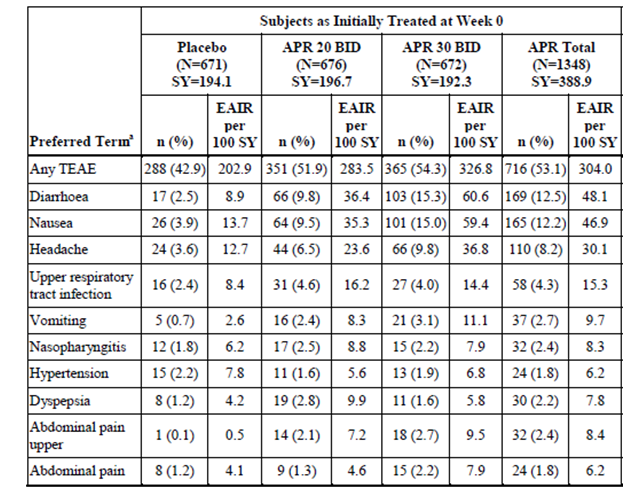 Subjects as Initially Treated at Week 0
Placebo (N=671) SY=194.1 APR 20 BID (N=676) SY=196.7 APR 30 BID (N=672) SY=192.3 APR Total (N=1348) SY=388.9
Preferred Termᵃ n (%) EAIR per 100 SY n (%) EAIR per 100 SY n (%) EAIR per 100 SY n (%) EAIR per 100 SY
Any TEAE 288 (42.9) 202.9 351 (51.9) 283.5 365 (54.3) 326.8 716 (53.1) 304.0
Diarrhoea 17 (2.5) 8.9 66 (9.8) 36.4 103 (15.3) 60.6 169 (12.5) 48.1
Nausea 26 (3.9) 13.7 64 (9.5) 35.3 101 (15.0) 59.4 165 (12.2) 46.9
Headache 24 (3.6) 12.7 44 (6.5) 23.6 66 (9.8) 36.8 110 (8.2) 30.1
Upper respiratory tract infection 16 (2.4) 8.4 31 (4.6) 16.2 27 (4.0) 14.4 58 (4.3) 15.3
Vomiting 5 (0.7) 2.6 16 (2.4) 8.3 21 (3.1) 11.1 37 (2.7) 9.7
Nasopharyngitis 12 (1.8) 6.2 17 (2.5) 8.8 15 (2.2) 7.9 32 (2.4) 8.3
Hypertension 15 (2.2) 7.8 11 (1.6) 5.6 13 (1.9) 6.8 24 (1.8) 6.2
Dyspepsia 8 (1.2) 4.2 19 (2.8) 9.9 11 (1.6) 5.8 30 (2.2) 7.8
Abdominal pain upper 1 (0.1) 0.5 14 (2.1) 7.2 18 (2.7) 9.5 32 (2.4) 8.4
Abdominal pain 8 (1.2) 4.1 9 (1.3) 4.6 15 (2.2) 7.9 24 (1.8) 6.2